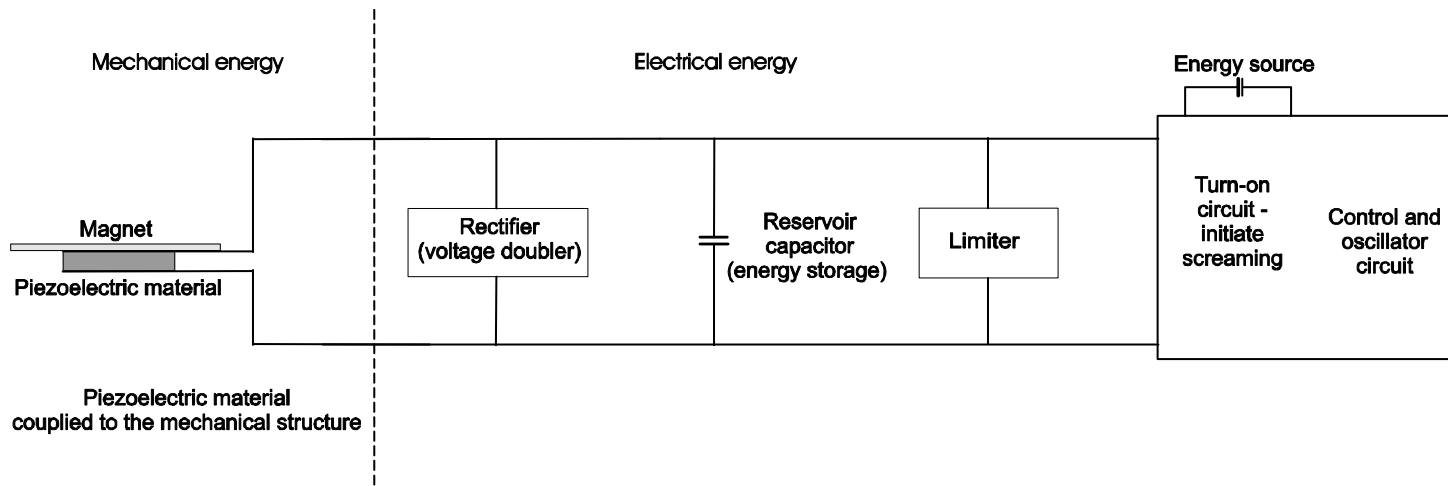 Mechanical energy
Electrical energy
Energy source
Magnet
Piezoelectric material
Rectifier
(voltage doubler)
Reservoir
capacitor
(energy storage)
Limiter
Turn-on
circuit -
initiate
screaming
Control and
oscillator
circuit
Piezoelectric material
couplied to the mechanical structure